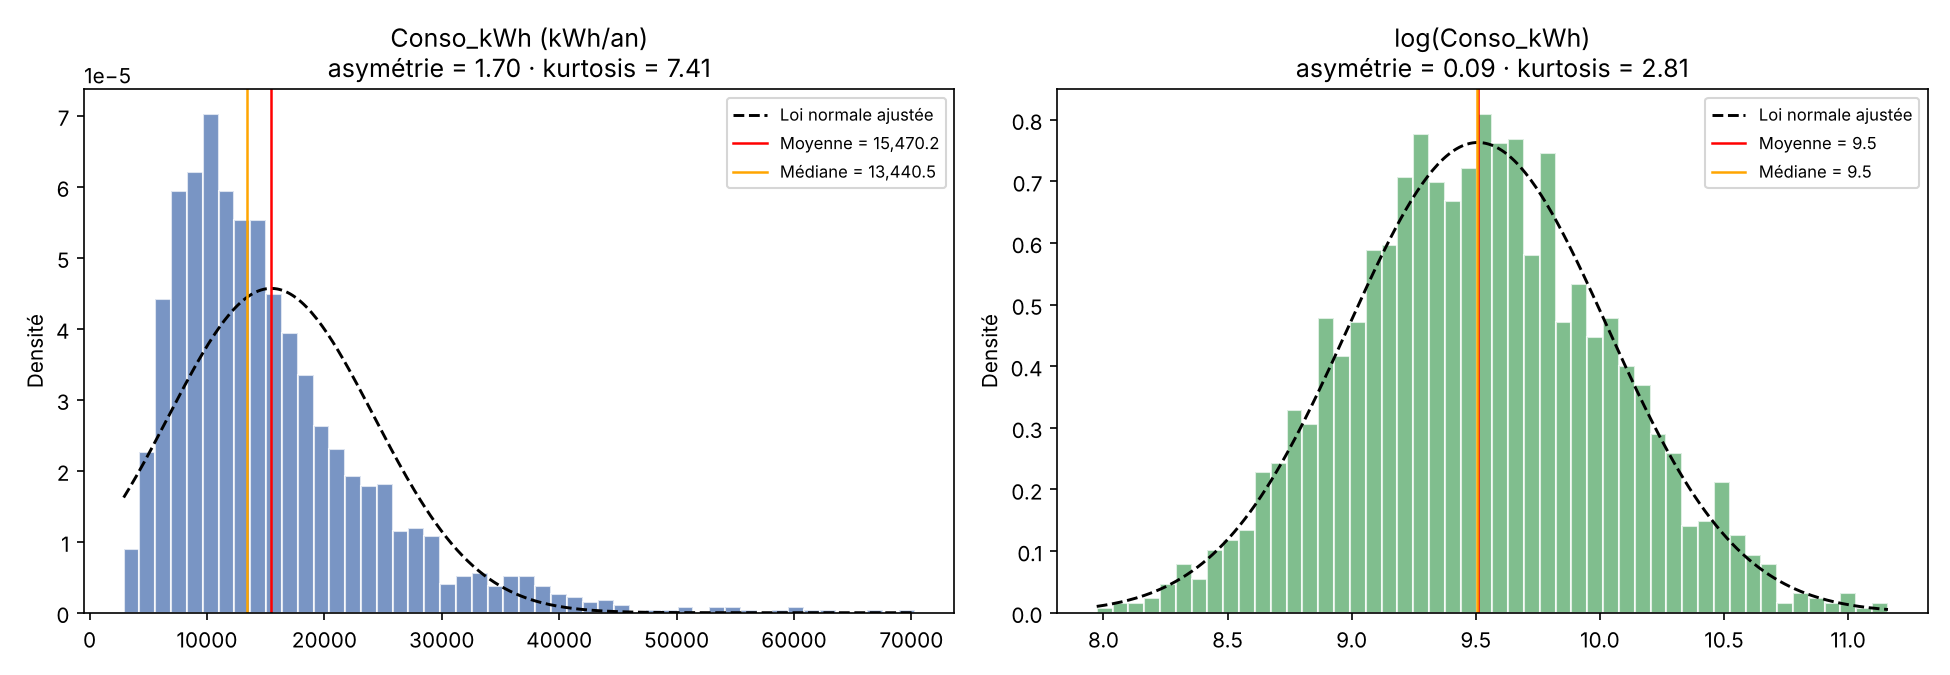 Conso_kWh (kWh/an)
asymétrie = 1.70 · kurtosis = 7.41
1e−5
Densité
7
6
5
4
3
2
1
0
0 10000 20000 30000 40000 50000 60000 70000
Loi normale ajustée
Moyenne = 15,470.2
Médiane = 13,440.5
log(Conso_kWh)
asymétrie = 0.09 · kurtosis = 2.81
Densité
0.8
0.7
0.6
0.5
0.4
0.3
0.2
0.1
0.0
8.0 8.5 9.0 9.5 10.0 10.5 11.0
Loi normale ajustée
Moyenne = 9.5
Médiane = 9.5